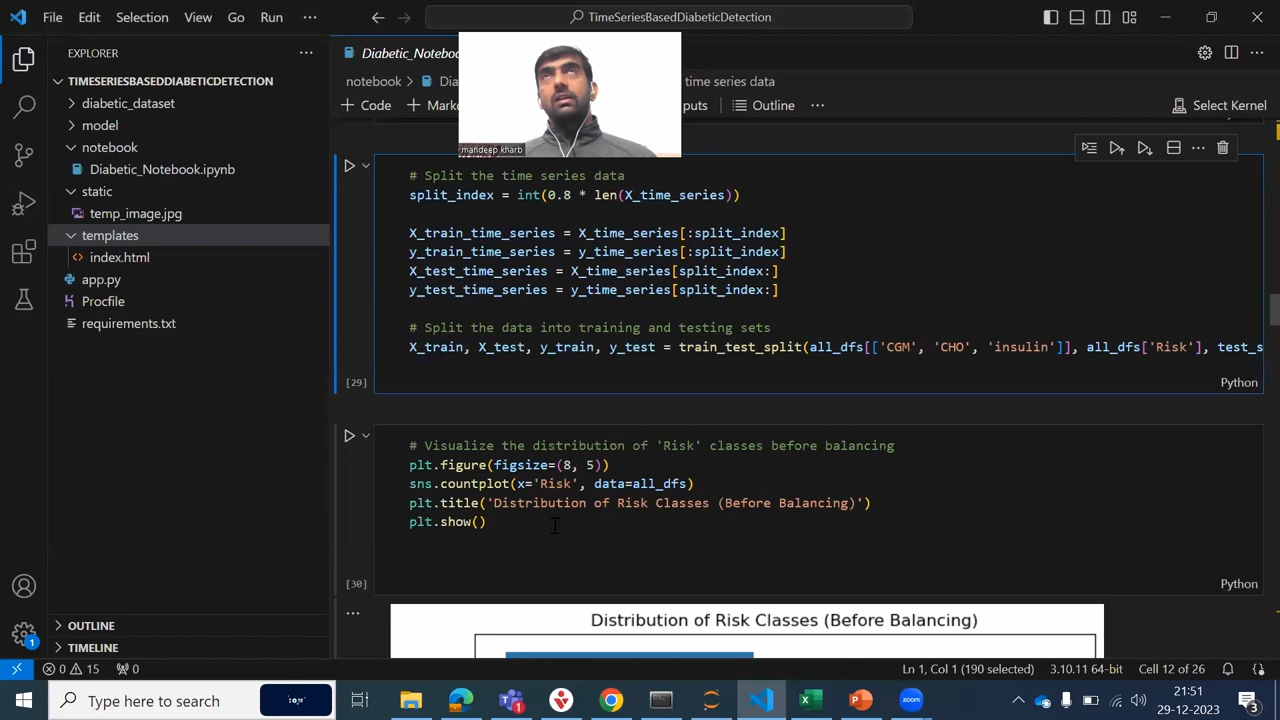 File Edit Selection View Go Run ··· TimeSeriesBasedDiabeticDetection
EXPLORER ···
TIMESERIESBASEDDIABETICDETECTION
diabetic_dataset
model
notebook
Diabetic_Notebook.ipynb
static
temp_image.jpg
templates
index.html
app.py
Procfile
requirements.txt
OUTLINE
TIMELINE
Diabetic_Notebo
notebook > Dia time series data
+ Code + Mark puts Outline ··· Select Kernel
mandeep kharb
# Split the time series data
split_index = int(0.8 * len(X_time_series))
X_train_time_series = X_time_series[:split_index]
y_train_time_series = y_time_series[:split_index]
X_test_time_series = X_time_series[split_index:]
y_test_time_series = y_time_series[split_index:]
# Split the data into training and testing sets
X_train, X_test, y_train, y_test = train_test_split(all_dfs[['CGM', 'CHO', 'insulin']], all_dfs['Risk'], test_s
[29] Python
# Visualize the distribution of 'Risk' classes before balancing
plt.figure(figsize=(8, 5))
sns.countplot(x='Risk', data=all_dfs)
plt.title('Distribution of Risk Classes (Before Balancing)')
plt.show()
[30] Python
··· Distribution of Risk Classes (Before Balancing)
0 15 0 Ln 1, Col 1 (190 selected) 3.10.11 64-bit Cell 12 of 26
Type here to search
21:51
29-12-2023